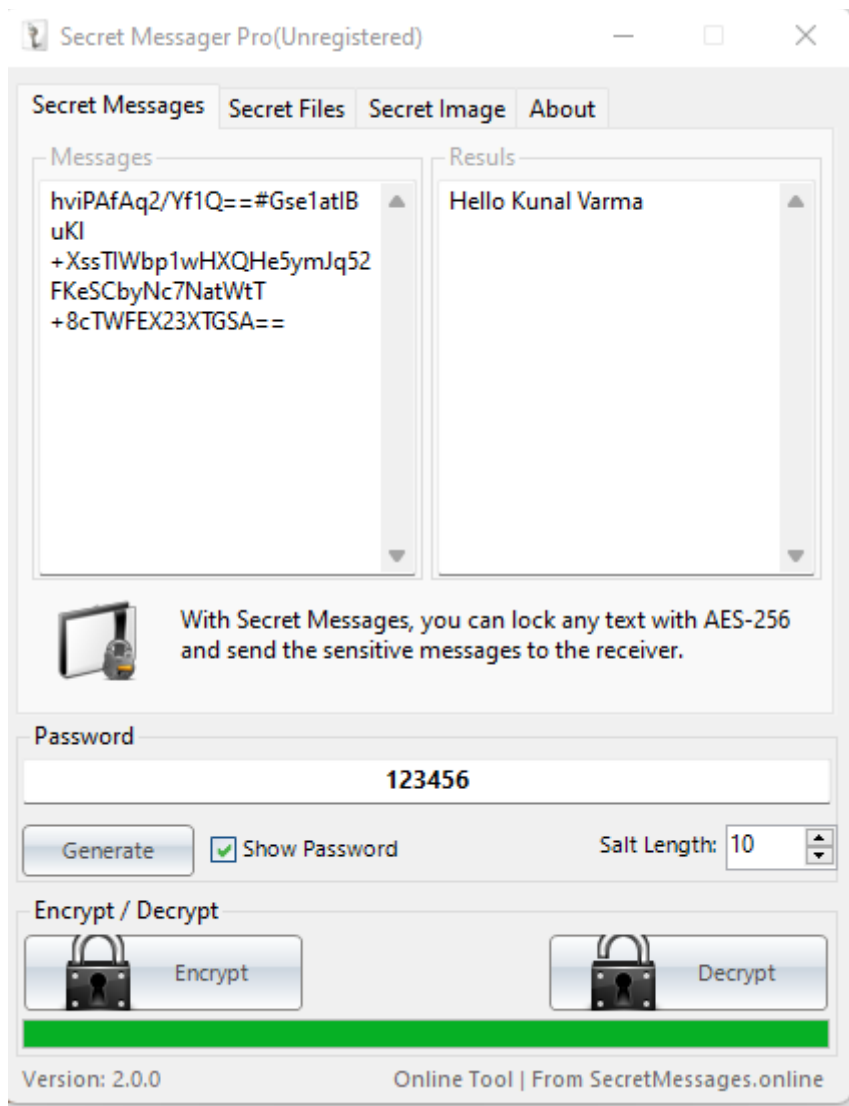 Secret Messager Pro(Unregistered)
Secret Messages
Secret Files
Secret Image
About
Messages
hviPAfAq2/Yf1Q==#Gse1atlB
uKl
+XssTlWbp1wHXQHe5ymJq52
FKeSCbyNc7NatWtT
+8cTWFEX23XTGSA==
Resuls
Hello Kunal Varma
With Secret Messages, you can lock any text with AES-256
and send the sensitive messages to the receiver.
Password
123456
Generate
Show Password
Salt Length: 10
Encrypt / Decrypt
Encrypt
Decrypt
Version: 2.0.0
Online Tool | From SecretMessages.online